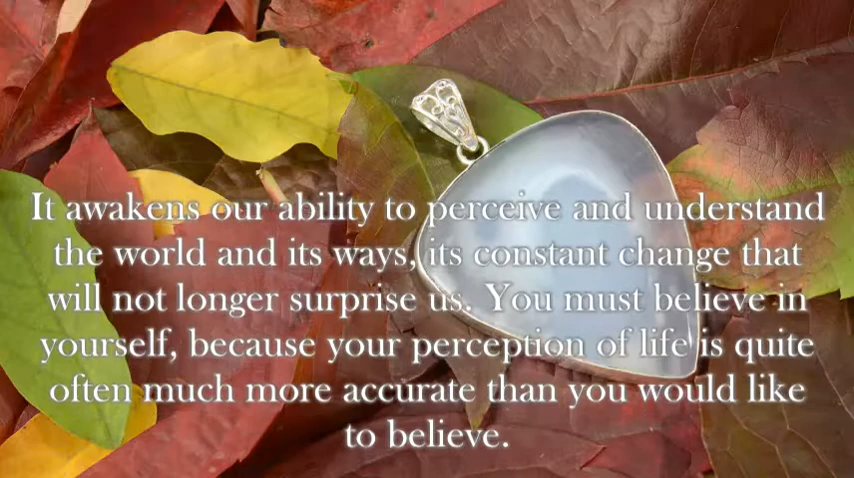 It awakens our ability to perceive and understand
the world and its ways, its constant change that
will not longer surprise us. You must believe in
yourself, because your perception of life is quite
often much more accurate than you would like
to believe.